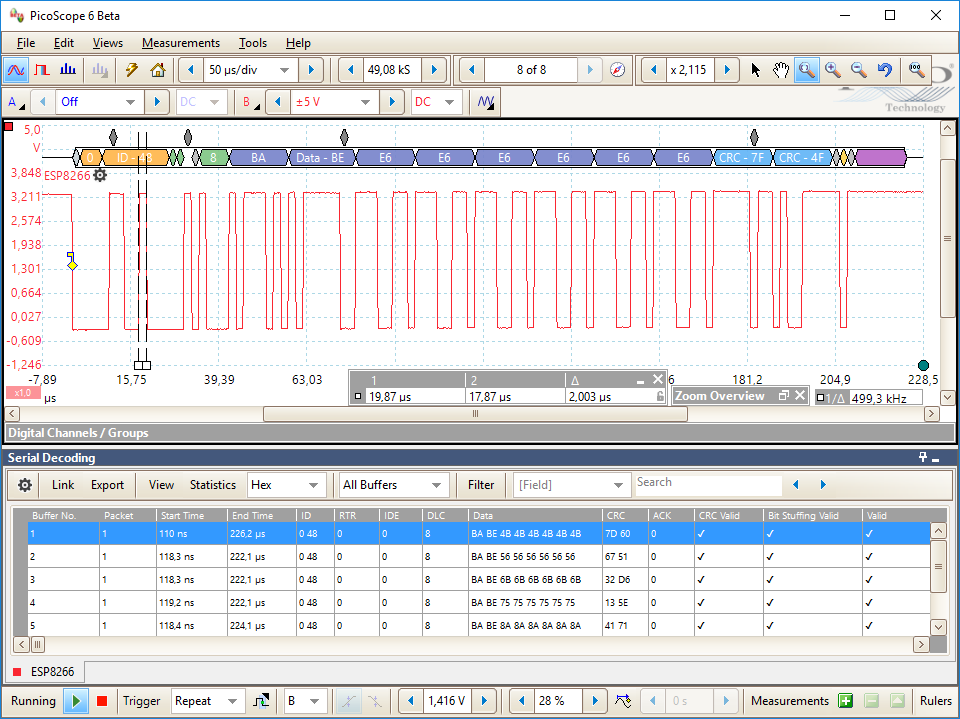 PicoScope 6 Beta
File Edit Views Measurements Tools Help
50 µs/div 49,08 kS 8 of 8 x 2,115
A Off DC B ±5 V DC
Technology
5,0
V
0 ID - 48 8 BA Data - BE E6 E6 E6 E6 E6 E6 CRC - 7F CRC - 4F
3,848 ESP8266
3,211
2,574
1,938
1,301
0,664
0,027
-0,609
-1,246
-7,89 15,75 39,39 63,03 1 2 Δ 6 181,2 204,9 228,5
x1,0 µs 19,87 µs 17,87 µs 2,003 µs Zoom Overview 1/Δ 499,3 kHz
Digital Channels / Groups
Serial Decoding
Link Export View Statistics Hex All Buffers Filter [Field] Search
Buffer No. Packet Start Time End Time ID RTR IDE DLC Data CRC ACK CRC Valid Bit Stuffing Valid Valid
1 1 110 ns 226,2 µs 0 48 0 0 8 BA BE 4B 4B 4B 4B 4B 4B 7D 60 0 ✓ ✓ ✓
2 1 118,3 ns 222,1 µs 0 48 0 0 8 BA BE 56 56 56 56 56 56 67 51 0 ✓ ✓ ✓
3 1 118,3 ns 222,1 µs 0 48 0 0 8 BA BE 6B 6B 6B 6B 6B 6B 32 D6 0 ✓ ✓ ✓
4 1 119,2 ns 222,1 µs 0 48 0 0 8 BA BE 75 75 75 75 75 75 13 5E 0 ✓ ✓ ✓
5 1 118,4 ns 224,1 µs 0 48 0 0 8 BA BE 8A 8A 8A 8A 8A 8A 41 71 0 ✓ ✓ ✓
ESP8266
Running Trigger Repeat B 1,416 V 28 % 0 s Measurements Rulers